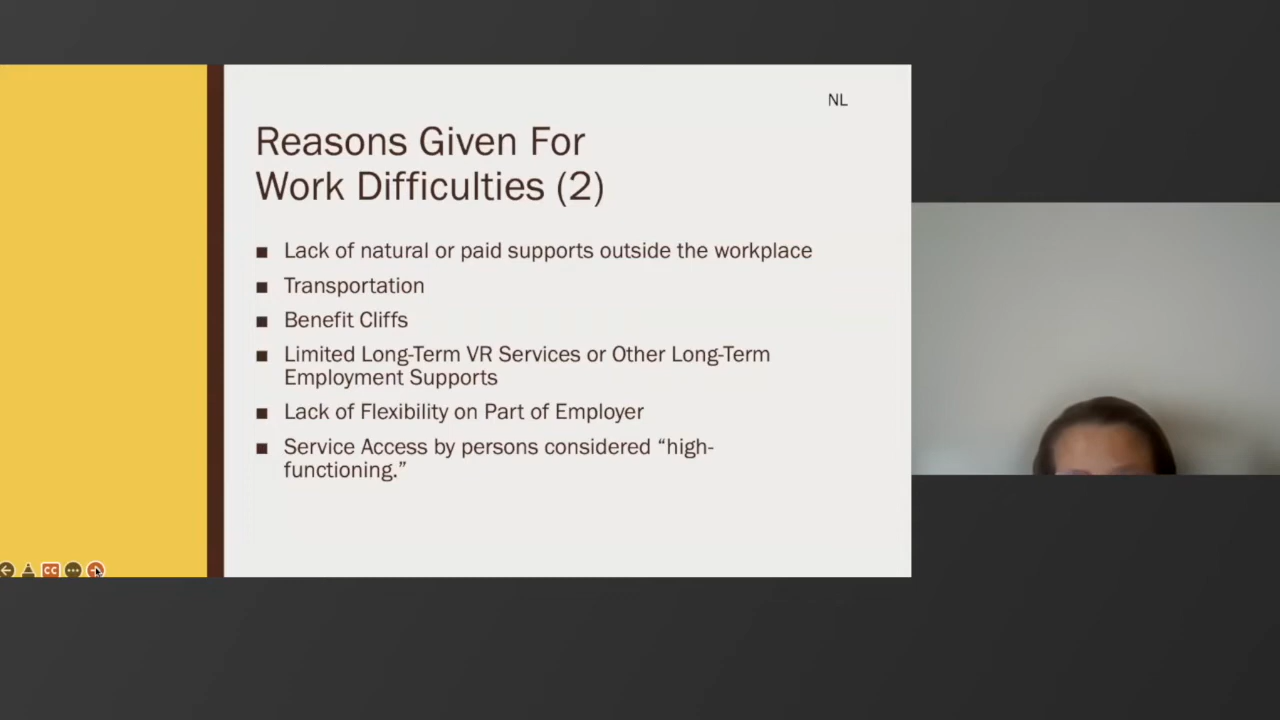 NL
Reasons Given For
Work Difficulties (2)
■ Lack of natural or paid supports outside the workplace
■ Transportation
■ Benefit Cliffs
■ Limited Long-Term VR Services or Other Long-Term
Employment Supports
■ Lack of Flexibility on Part of Employer
■ Service Access by persons considered “high-
functioning.”
CC